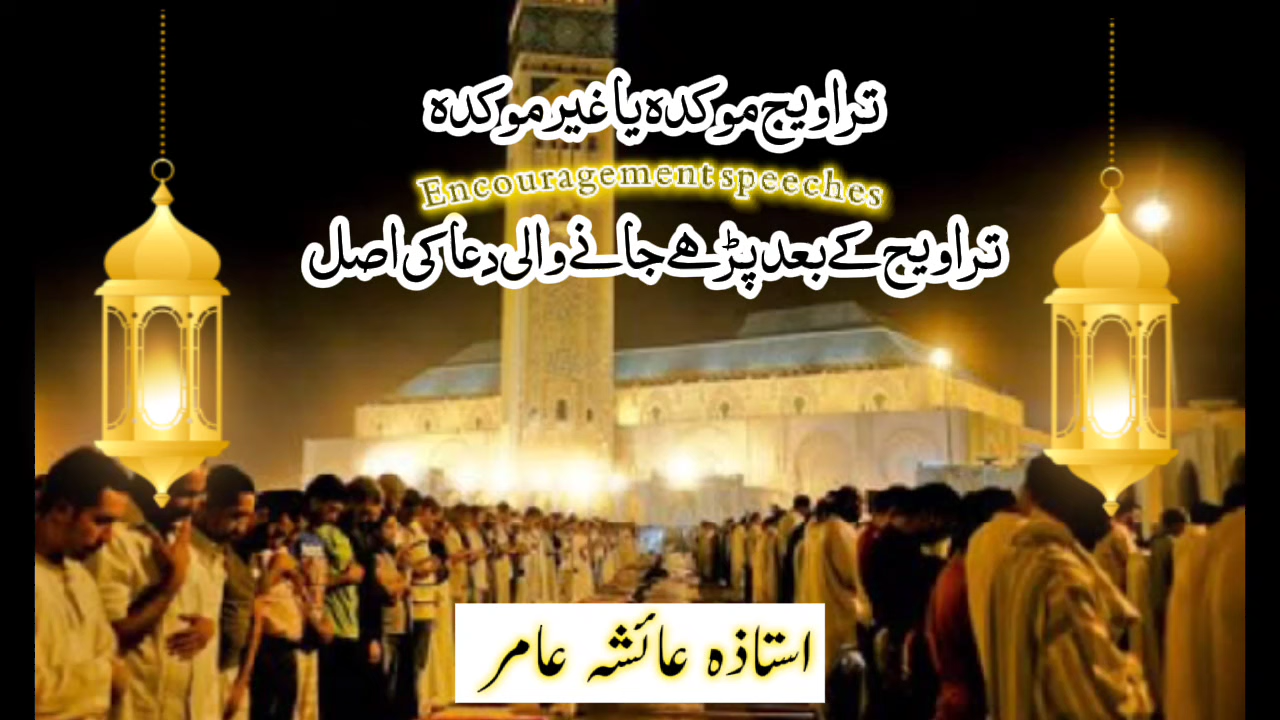 تراویح موکدہ یا غیر موکدہ
Encouragement speeches
تراویح کے بعد پڑھے جانے والی دعا کی اصل
استاذہ عائشہ عامر